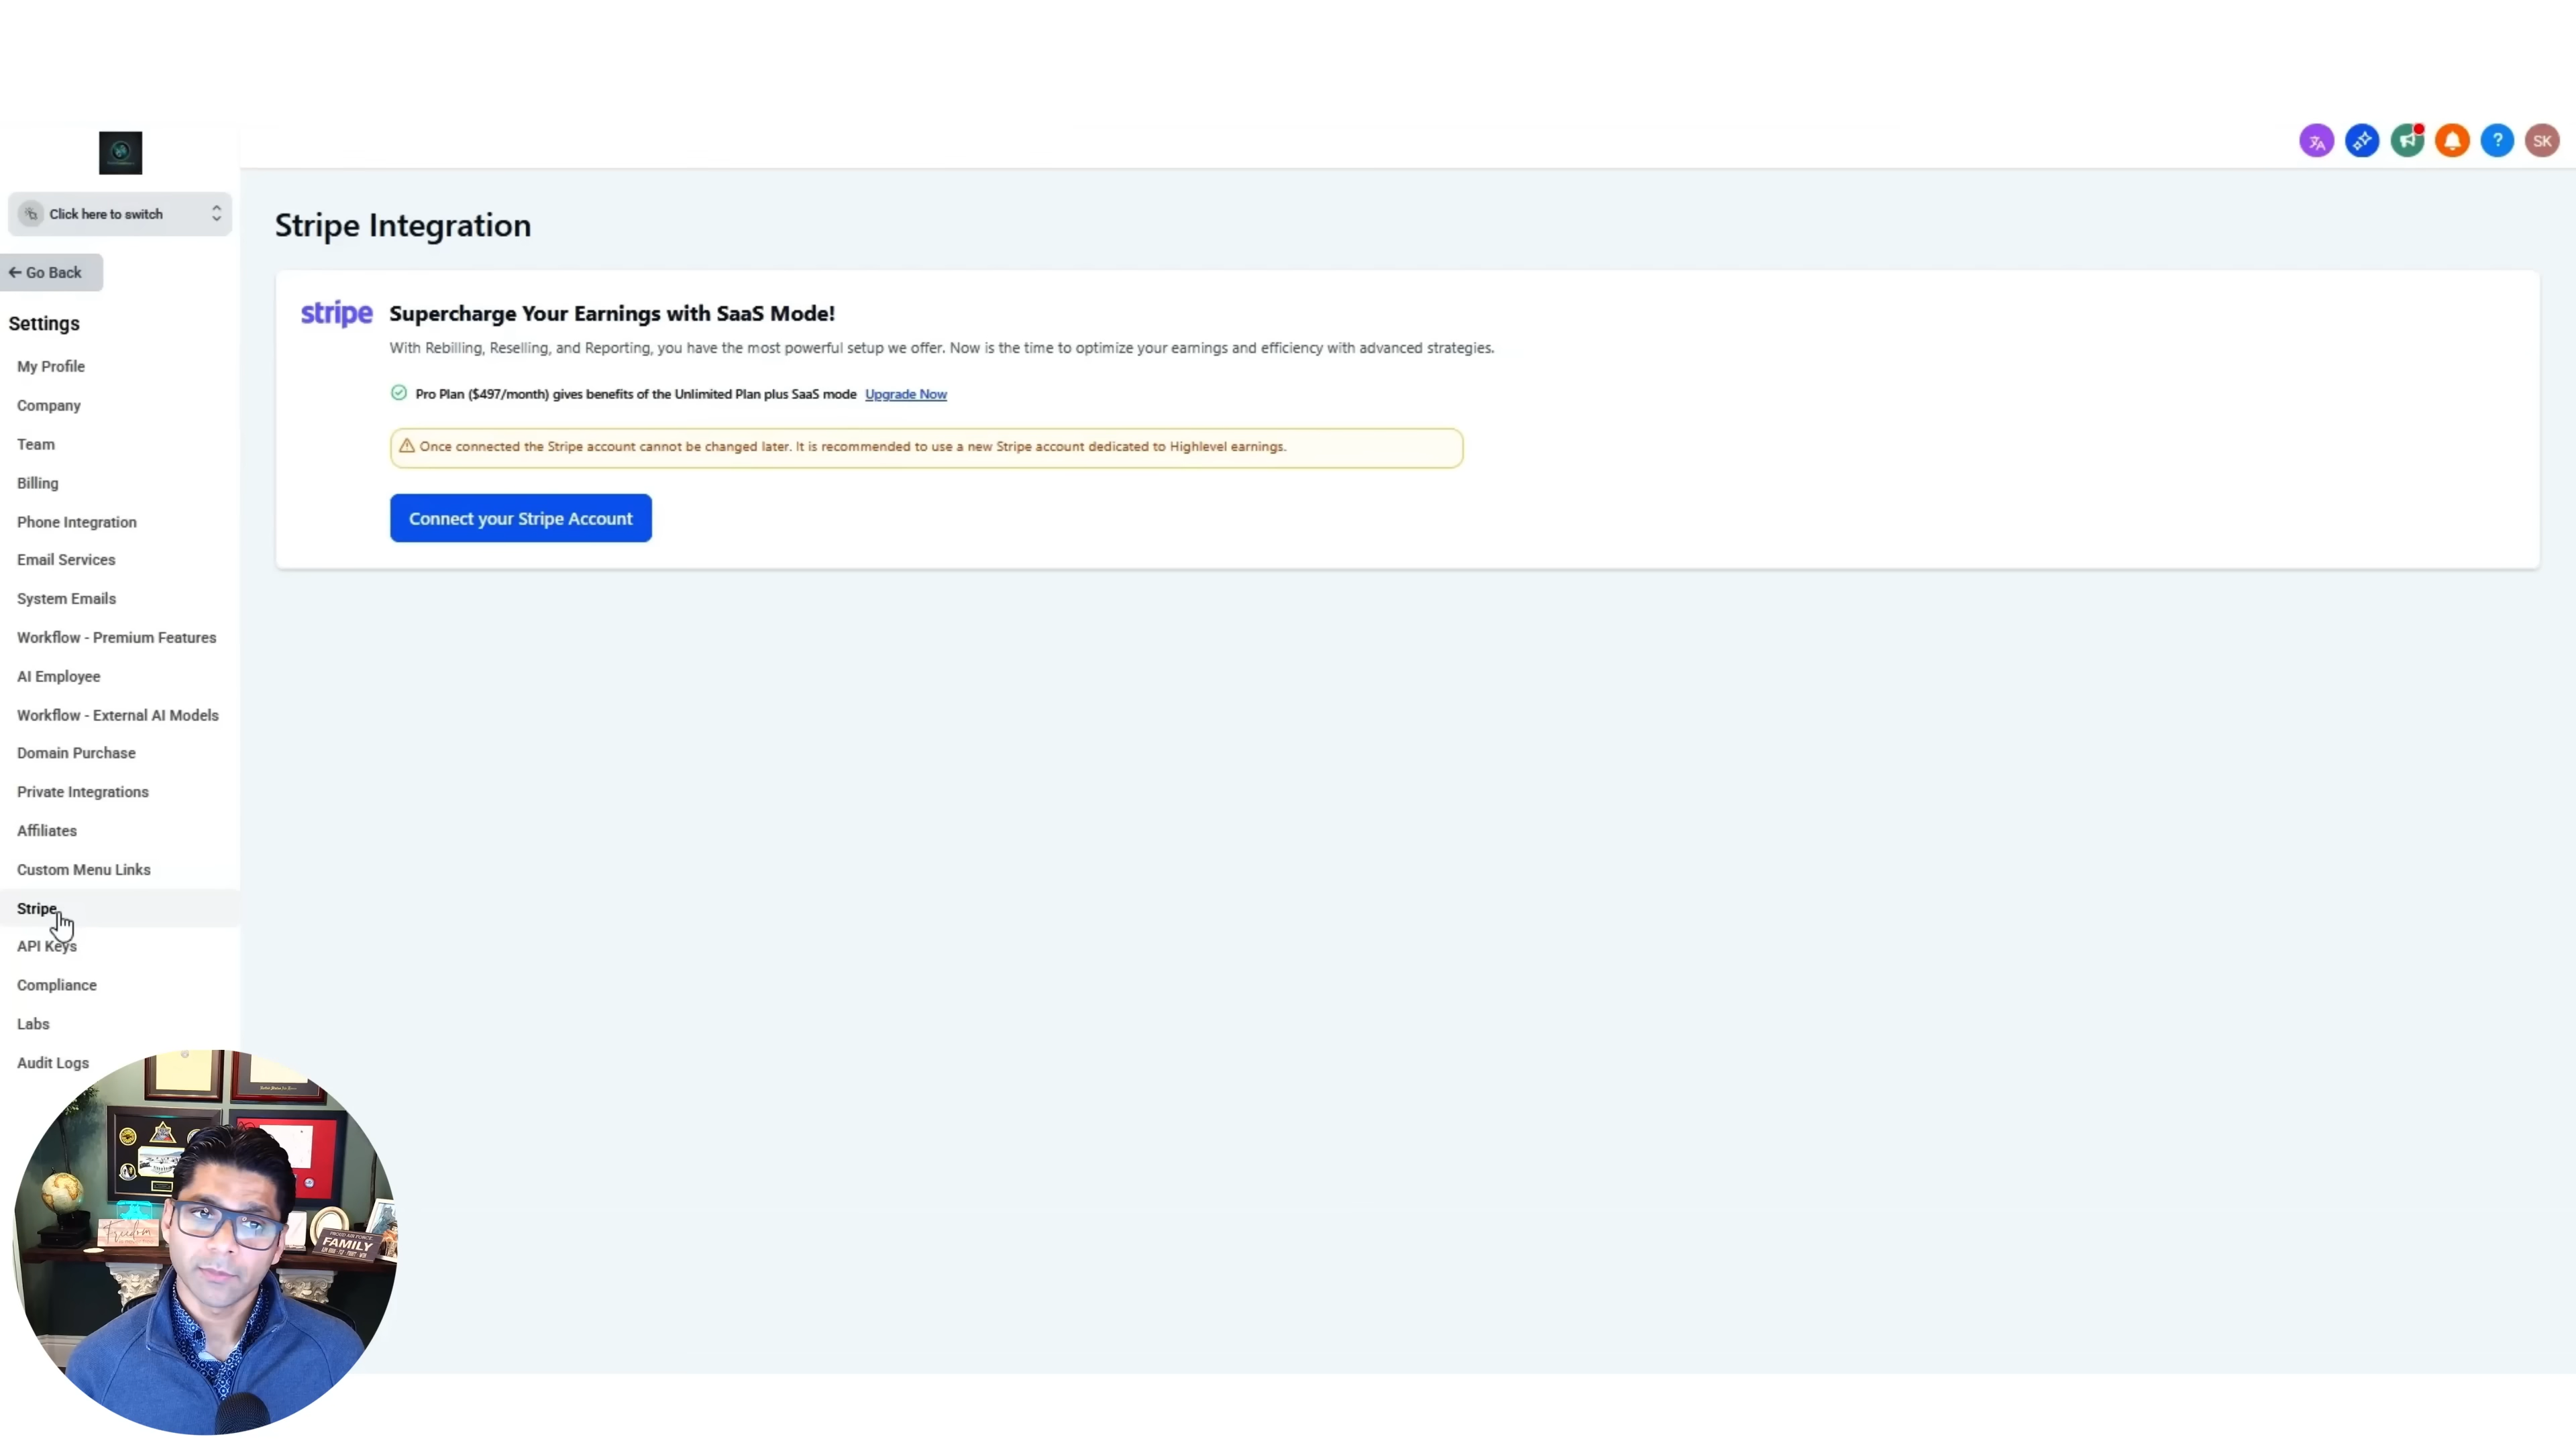 Click here to switch
Go Back
Settings
My Profile
Company
Team
Billing
Phone Integration
Email Services
System Emails
Workflow - Premium Features
AI Employee
Workflow - External AI Models
Domain Purchase
Private Integrations
Affiliates
Custom Menu Links
Stripe
API Keys
Compliance
Labs
Audit Logs
SK
Stripe Integration
stripe
Supercharge Your Earnings with SaaS Mode!
With Rebilling, Reselling, and Reporting, you have the most powerful setup we offer. Now is the time to optimize your earnings and efficiency with advanced strategies.
Pro Plan ($497/month) gives benefits of the Unlimited Plan plus SaaS mode Upgrade Now
Once connected the Stripe account cannot be changed later. It is recommended to use a new Stripe account dedicated to Highlevel earnings.
Connect your Stripe Account
Freedom
PROUD AIR FORCE
FAMILY